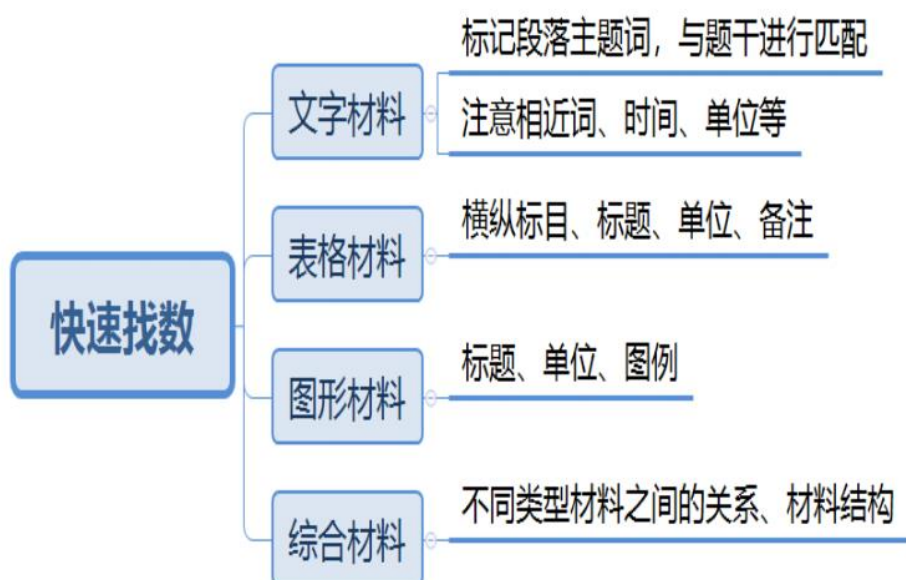 标记段落主题词，与题干进行匹配
文字材料
注意相近词、时间、单位等
横纵标目、标题、单位、备注
表格材料
快速找数
标题、单位、图例
图形材料
不同类型材料之间的关系、材料结构
综合材料